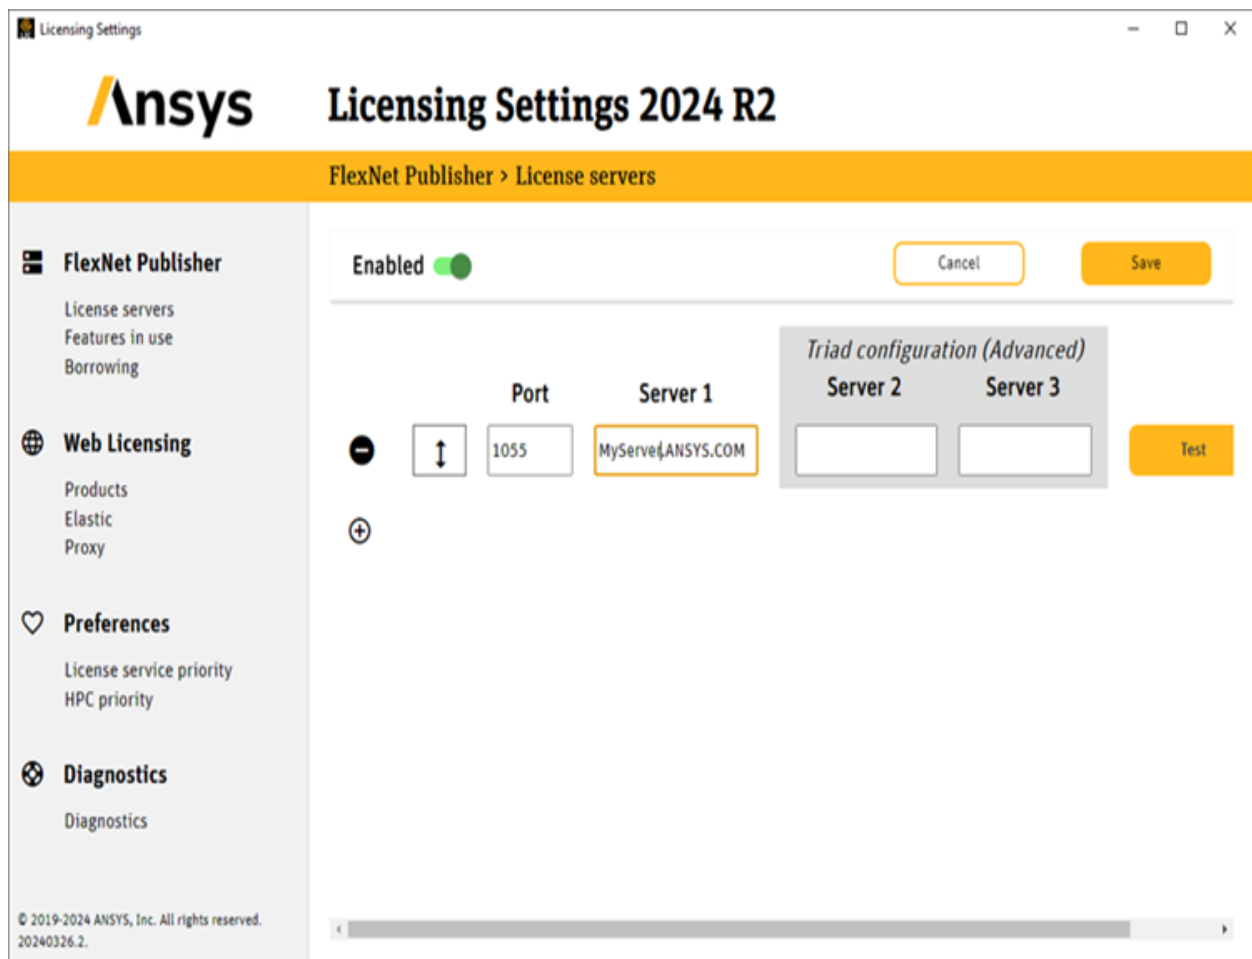 Licensing Settings
Ansys
Licensing Settings 2024 R2
FlexNet Publisher > License servers
FlexNet Publisher
License servers
Features in use
Borrowing
Web Licensing
Products
Elastic
Proxy
Preferences
License service priority
HPC priority
Diagnostics
Diagnostics
© 2019-2024 ANSYS, Inc. All rights reserved.
20240326.2.
Enabled
Cancel
Save
Triad configuration (Advanced)
Port
Server 1
Server 2
Server 3
1055
MyServer.ANSYS.COM
Test